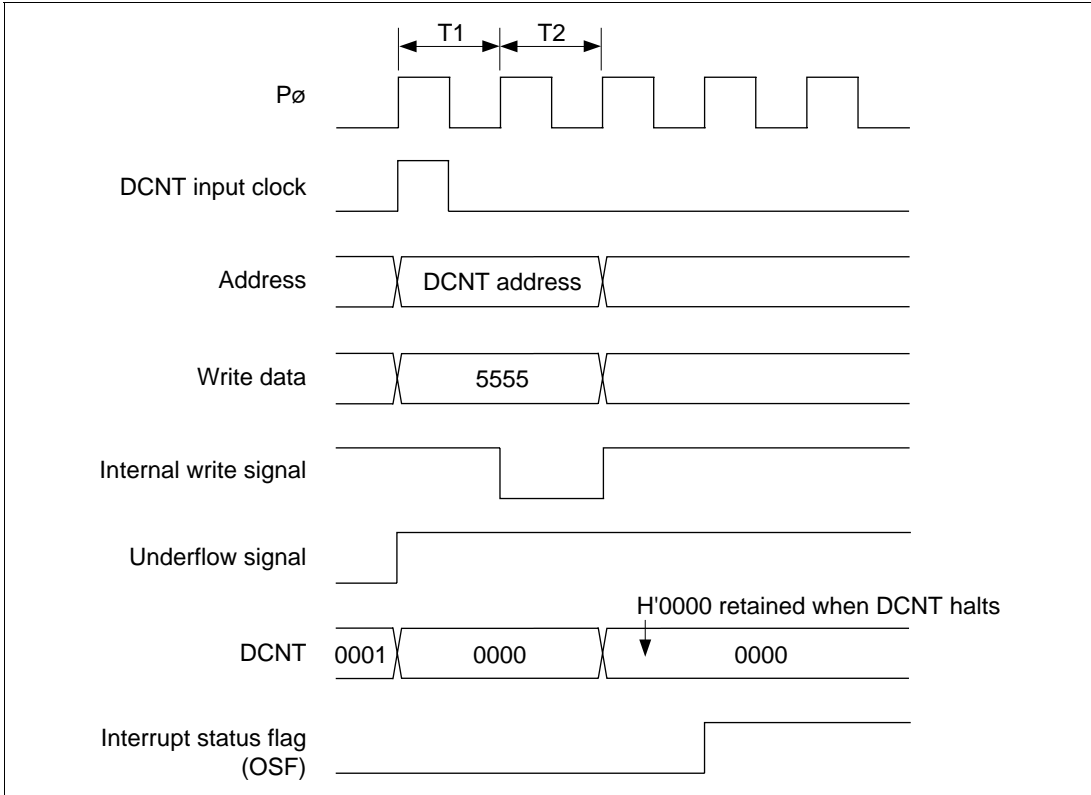 T1 T2
Pø
DCNT input clock
Address DCNT address
Write data 5555
Internal write signal
Underflow signal
H'0000 retained when DCNT halts
DCNT 0001 0000 0000
Interrupt status flag
(OSF)